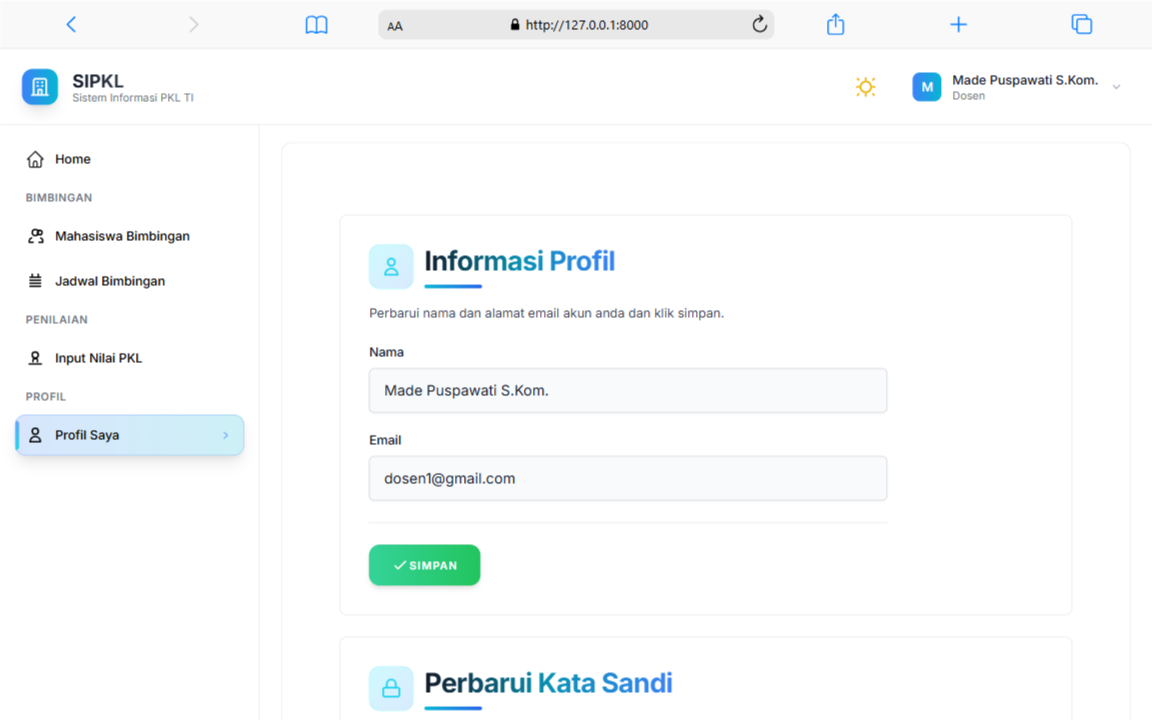 AA
http://127.0.0.1:8000
SIPKL
Sistem Informasi PKL TI
M
Made Puspawati S.Kom.
Dosen
Home
BIMBINGAN
Mahasiswa Bimbingan
Jadwal Bimbingan
PENILAIAN
Input Nilai PKL
PROFIL
Profil Saya
Informasi Profil
Perbarui nama dan alamat email akun anda dan klik simpan.
Nama
Made Puspawati S.Kom.
Email
dosen1@gmail.com
SIMPAN
Perbarui Kata Sandi